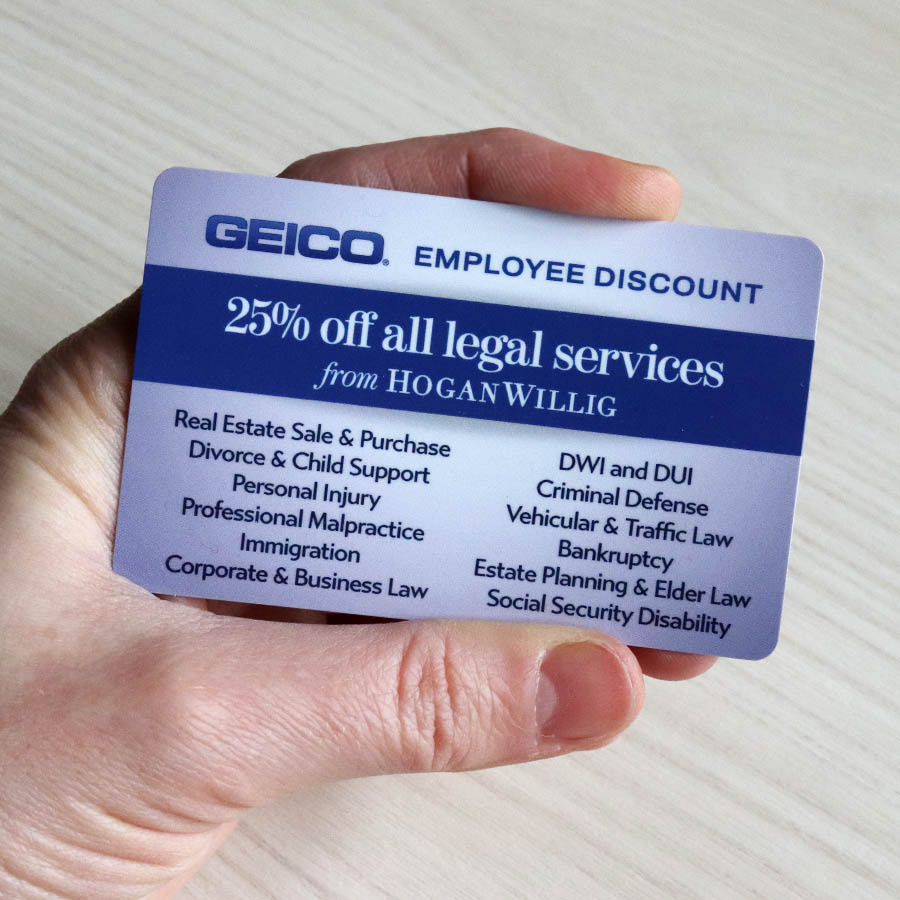 GEICO® EMPLOYEE DISCOUNT
25% off all legal services
from HOGANWILLIG
Real Estate Sale & Purchase
Divorce & Child Support
Personal Injury
Professional Malpractice
Immigration
Corporate & Business Law
DWI and DUI
Criminal Defense
Vehicular & Traffic Law
Bankruptcy
Estate Planning & Elder Law
Social Security Disability